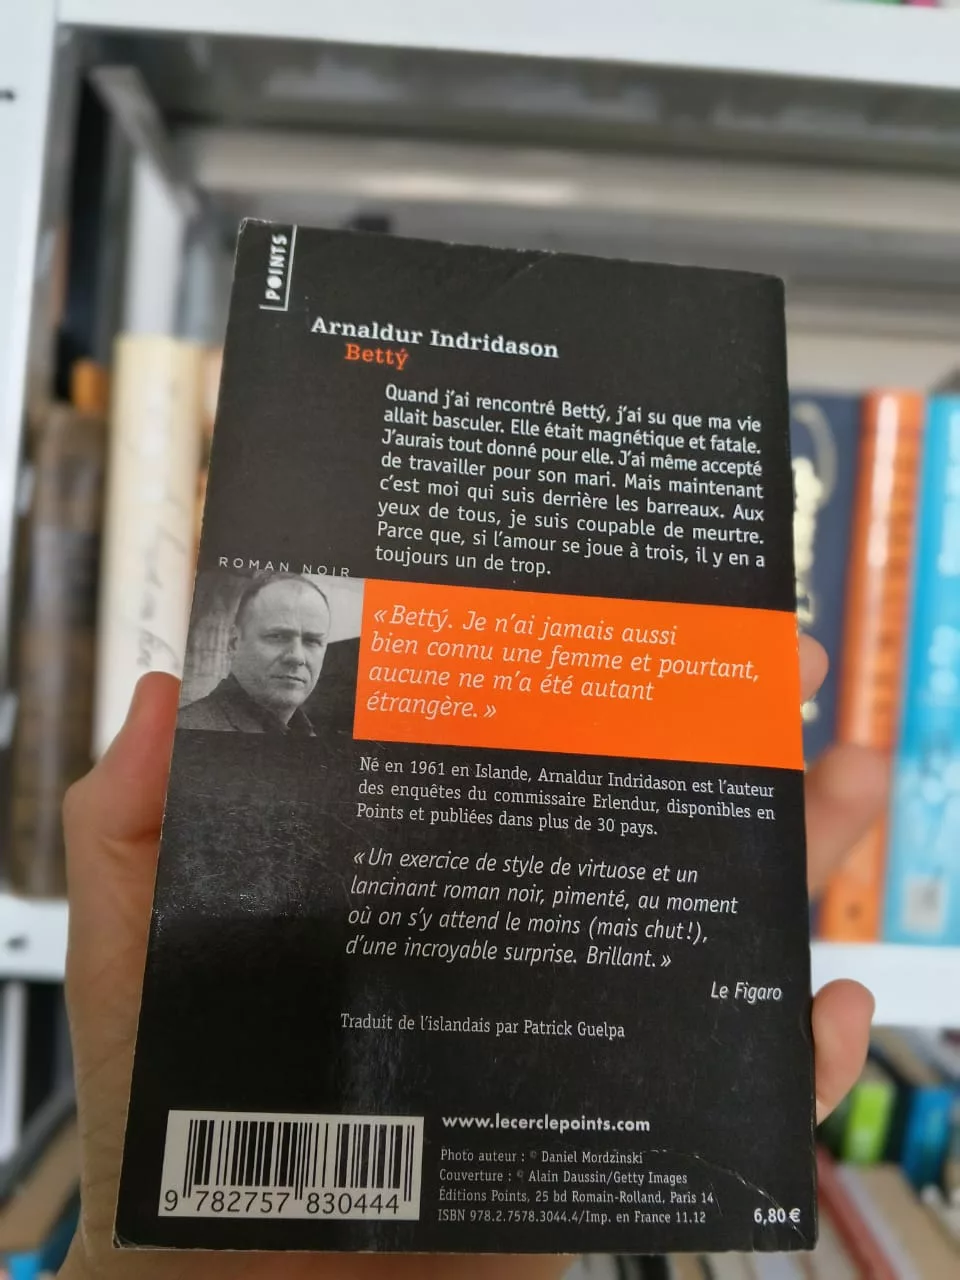 POINTS
Arnaldur Indridason
Bettý
Quand j'ai rencontré Bettý, j'ai su que ma vie
allait basculer. Elle était magnétique et fatale.
J'aurais tout donné pour elle. J'ai même accepté
de travailler pour son mari. Mais maintenant
c'est moi qui suis derrière les barreaux. Aux
yeux de tous, je suis coupable de meurtre.
Parce que, si l'amour se joue à trois, il y en a
toujours un de trop.
ROMAN NOIR
« Bettý. Je n'ai jamais aussi
bien connu une femme et pourtant,
aucune ne m'a été autant
étrangère. »
Né en 1961 en Islande, Arnaldur Indridason est l'auteur
des enquêtes du commissaire Erlendur, disponibles en
Points et publiées dans plus de 30 pays.
« Un exercice de style de virtuose et un
lancinant roman noir, pimenté, au moment
où on s'y attend le moins (mais chut !),
d'une incroyable surprise. Brillant. »
Le Figaro
Traduit de l'islandais par Patrick Guelpa
www.lecerclepoints.com
Photo auteur : © Daniel Mordzinski
Couverture : © Alain Daussin/Getty Images
Éditions Points, 25 bd Romain-Rolland, Paris 14
ISBN 978.2.7578.3044.4/Imp. en France 11.12
6,80 €
9 782757 830444